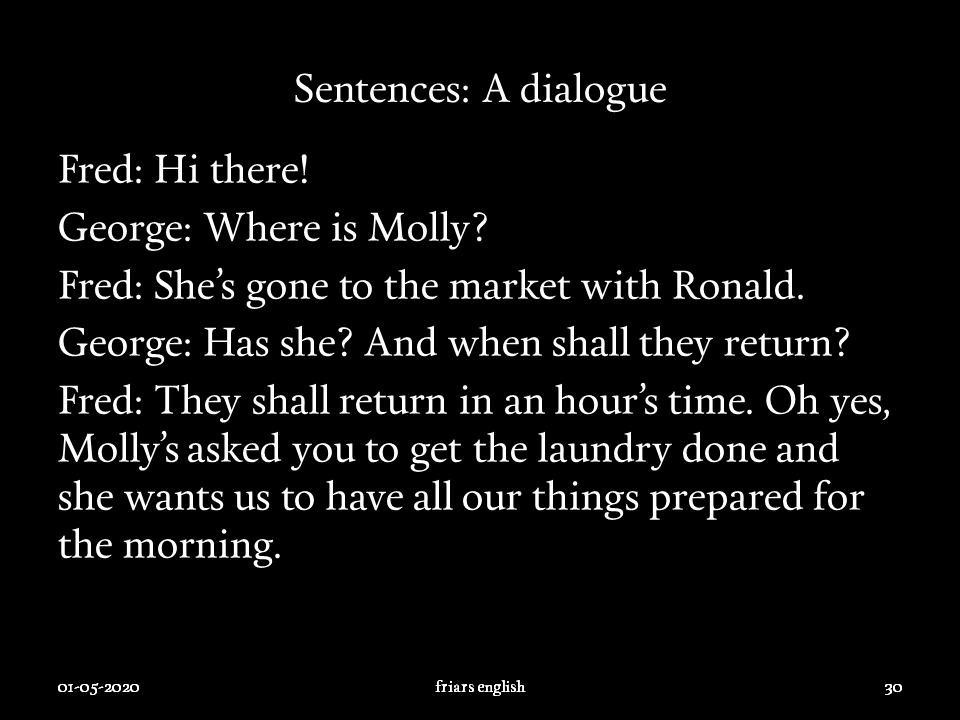 Sentences: A dialogue
Fred: Hi there!
George: Where is Molly?
Fred: She’s gone to the market with Ronald.
George: Has she? And when shall they return?
Fred: They shall return in an hour’s time. Oh yes,
Molly’s asked you to get the laundry done and
she wants us to have all our things prepared for
the morning.
01-05-2020 friars english 30